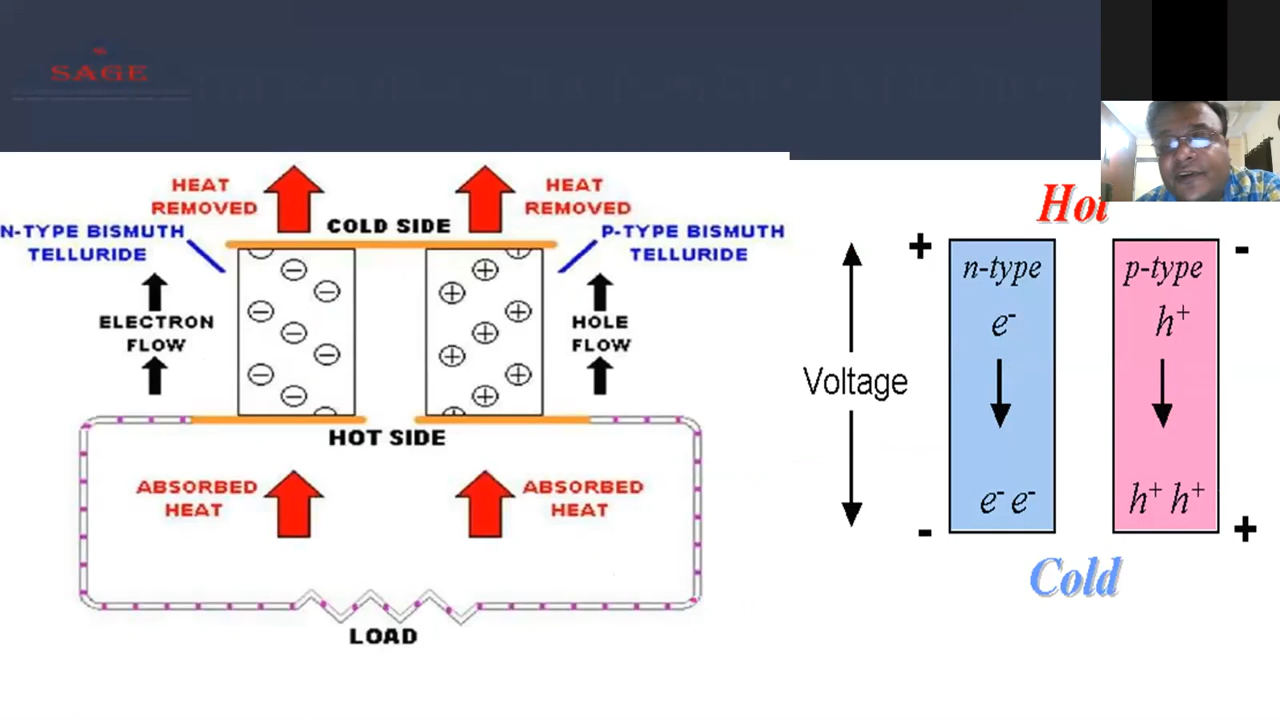 SAGE
HEAT
REMOVED
HEAT
REMOVED
COLD SIDE
N-TYPE BISMUTH
TELLURIDE
P-TYPE BISMUTH
TELLURIDE
ELECTRON
FLOW
HOLE
FLOW
HOT SIDE
ABSORBED
HEAT
ABSORBED
HEAT
LOAD
Hot
+
-
n-type
p-type
e-
h+
Voltage
e- e-
h+ h+
-
+
Cold